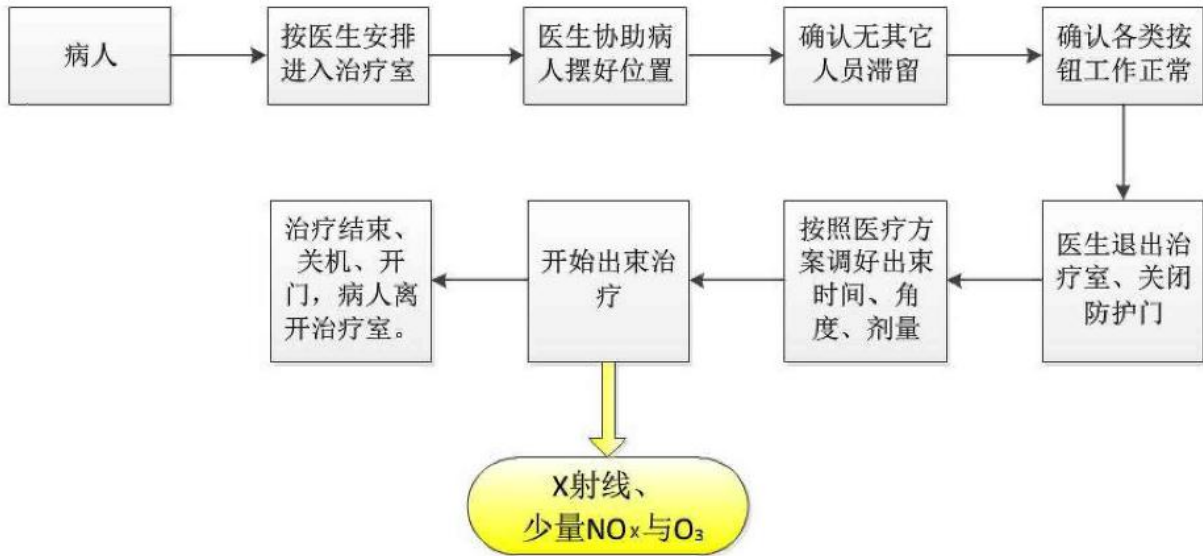 病人
按医生安排
进入治疗室
医生协助病
人摆好位置
确认无其它
人员滞留
确认各类按
钮工作正常
医生退出治
疗室、关闭
防护门
按照医疗方
案调好出束
时间、角
度、剂量
开始出束治
疗
治疗结束、
关机、开
门，病人离
开治疗室。
X射线、
少量NOx与O₃